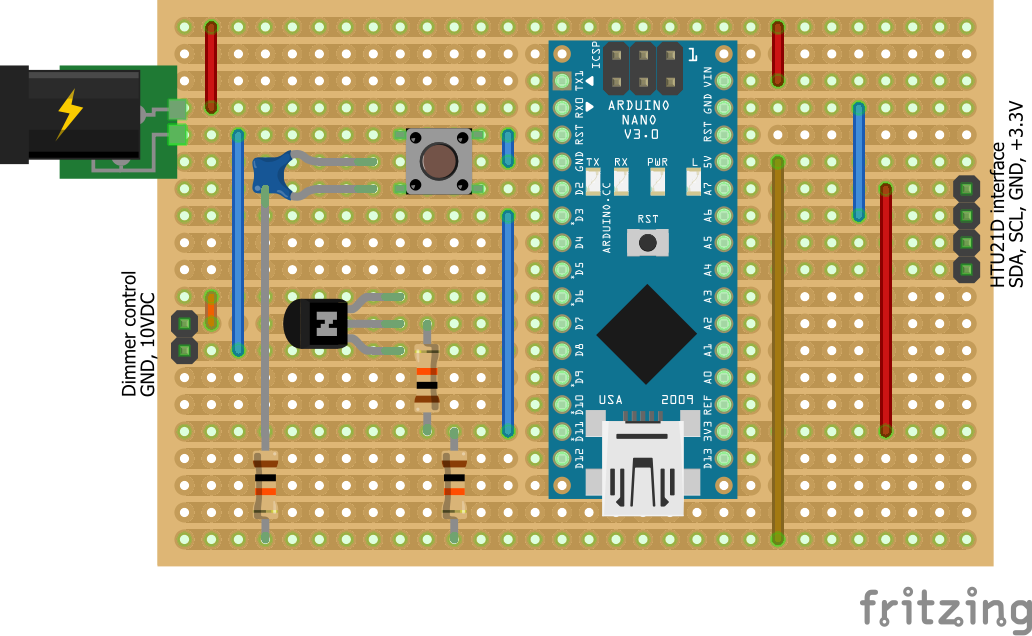 ICSP
1
TX1
RX0
RST
GND
D2
D3
D4
D5
D6
D7
D8
D9
D10
D11
D12
ARDUINO
NANO
V3.0
TX
RX
PWR
L
ARDUINO.CC
RST
USA
2009
VIN
GND
RST
5V
A7
A6
A5
A4
A3
A2
A1
A0
REF
3V3
D13
N
Dimmer control
GND, 10VDC
HTU21D interface
SDA, SCL, GND, +3.3V
fritzing